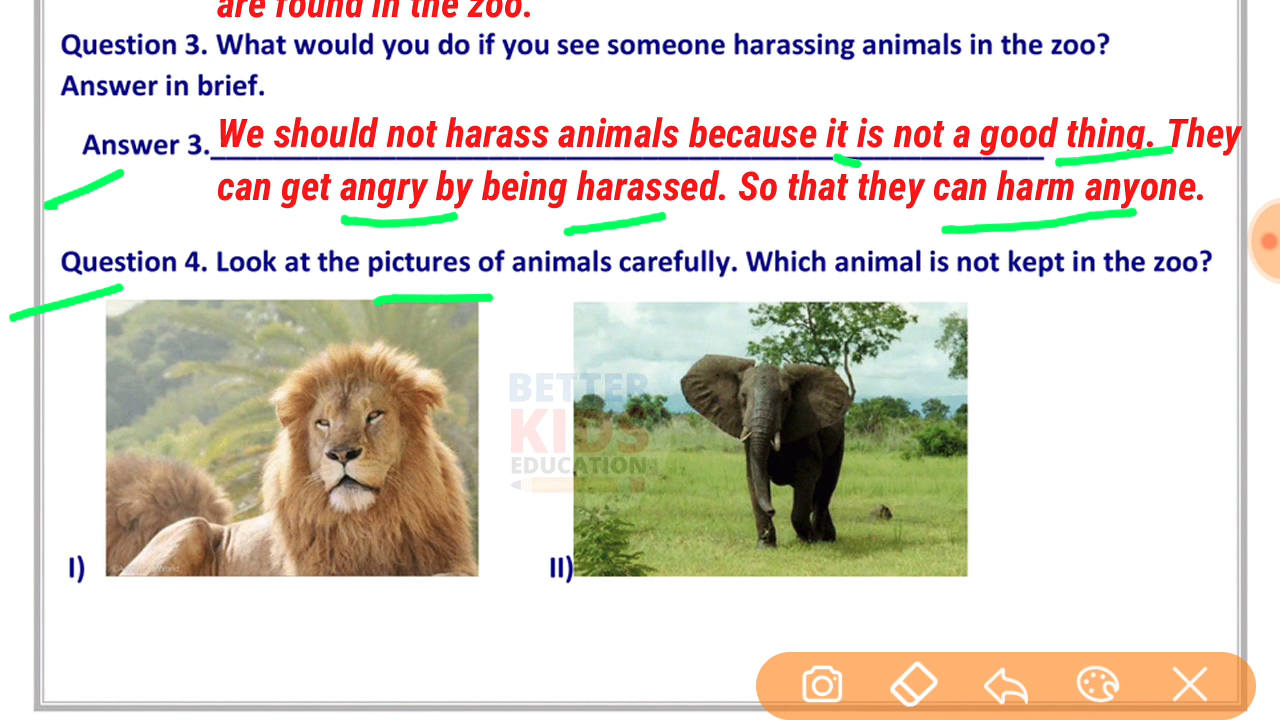 are found in the zoo.
Question 3. What would you do if you see someone harassing animals in the zoo?
Answer in brief.
Answer 3. We should not harass animals because it is not a good thing. They
can get angry by being harassed. So that they can harm anyone.
Question 4. Look at the pictures of animals carefully. Which animal is not kept in the zoo?
BETTER
KIDS
EDUCATION
I)
II)